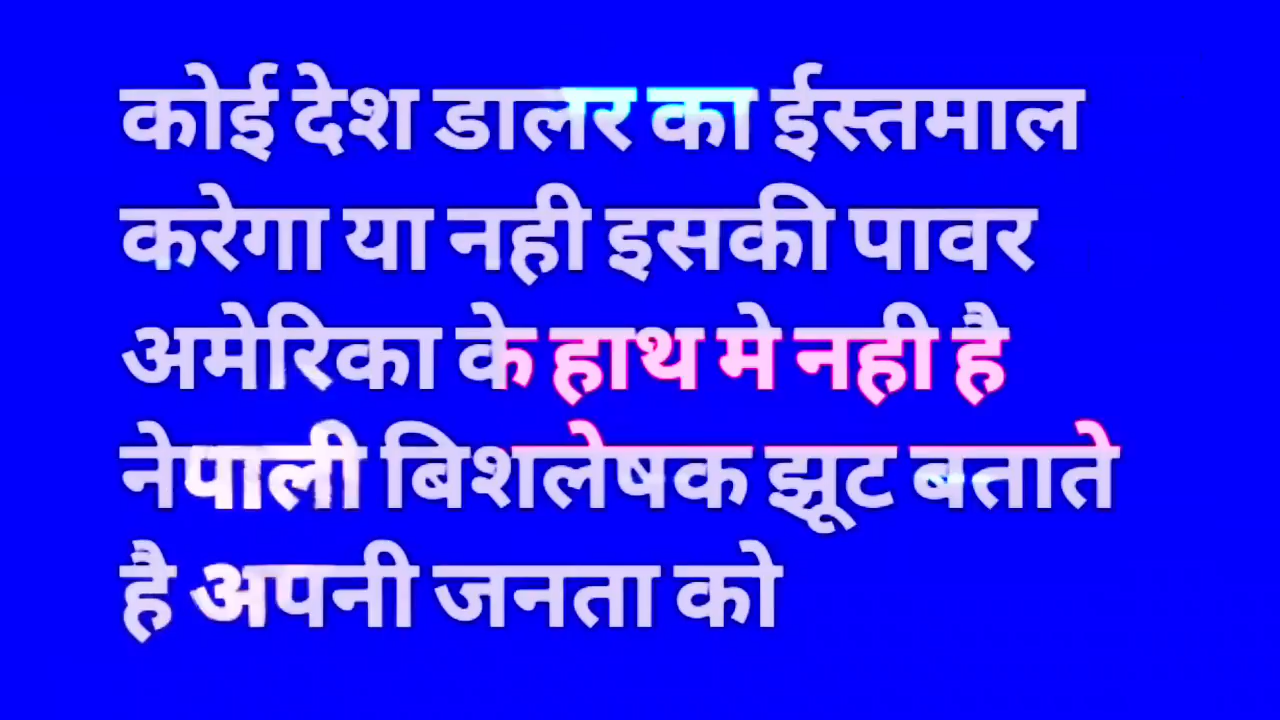 कोई देश डालर का ईस्तमाल
करेगा या नही इसकी पावर
अमेरिका के हाथ मे नही है
नेपाली बिशलेषक झूट बताते
है अपनी जनता को